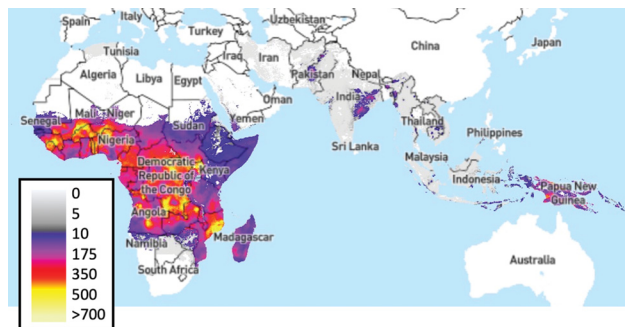 Spain
Italy
Uzbekistan
Turkey
China
Japan
Tunisia
Iraq
Iran
Algeria
Libya
Egypt
Pakistan
Nepal
Oman
India
Mali
Niger
Yemen
Senegal
Sudan
Thailand
Philippines
Nigeria
Sri Lanka
Malaysia
Democratic
Republic of
the Congo
Kenya
Indonesia
Papua New
Guinea
Angola
Madagascar
Namibia
South Africa
Australia
0
5
10
175
350
500
>700